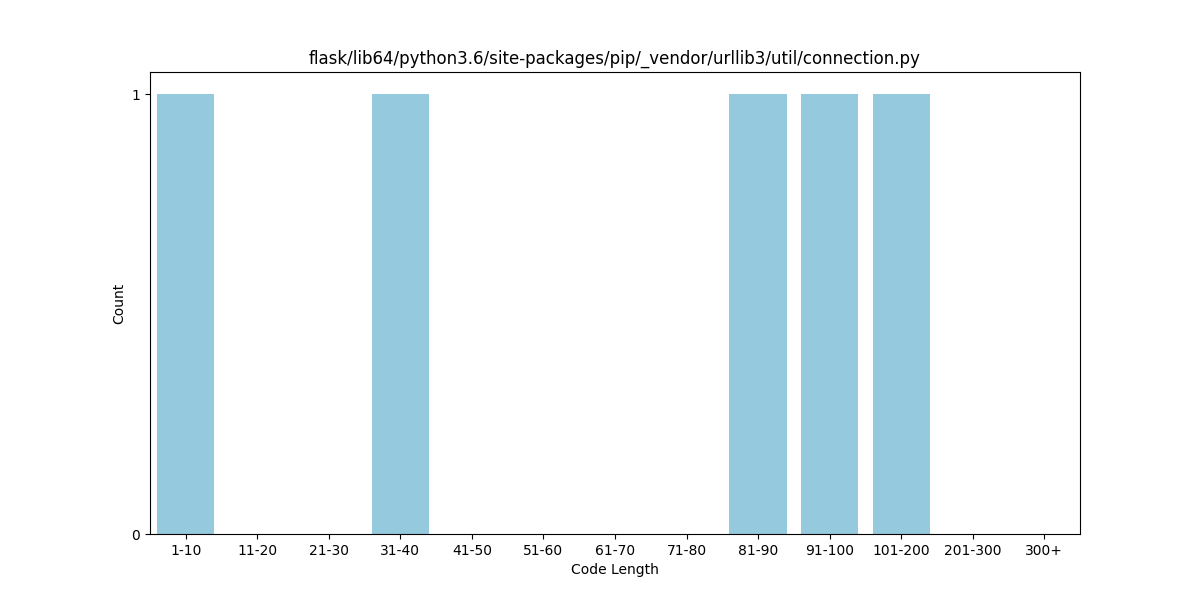 flask/lib64/python3.6/site-packages/pip/_vendor/urllib3/util/connection.py
1
Count
0
1-10 11-20 21-30 31-40 41-50 51-60 61-70 71-80 81-90 91-100 101-200 201-300 300+
Code Length